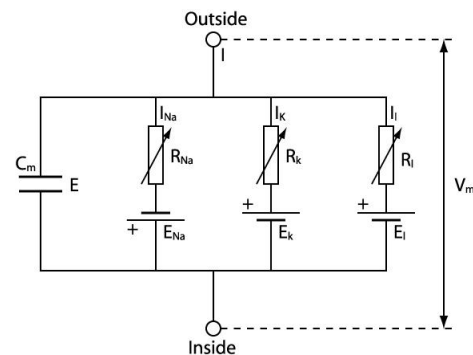 Outside
I
I_Na I_K I_l
C_m E R_Na R_k R_l V_m
+ +
+ E_Na E_k E_l
Inside